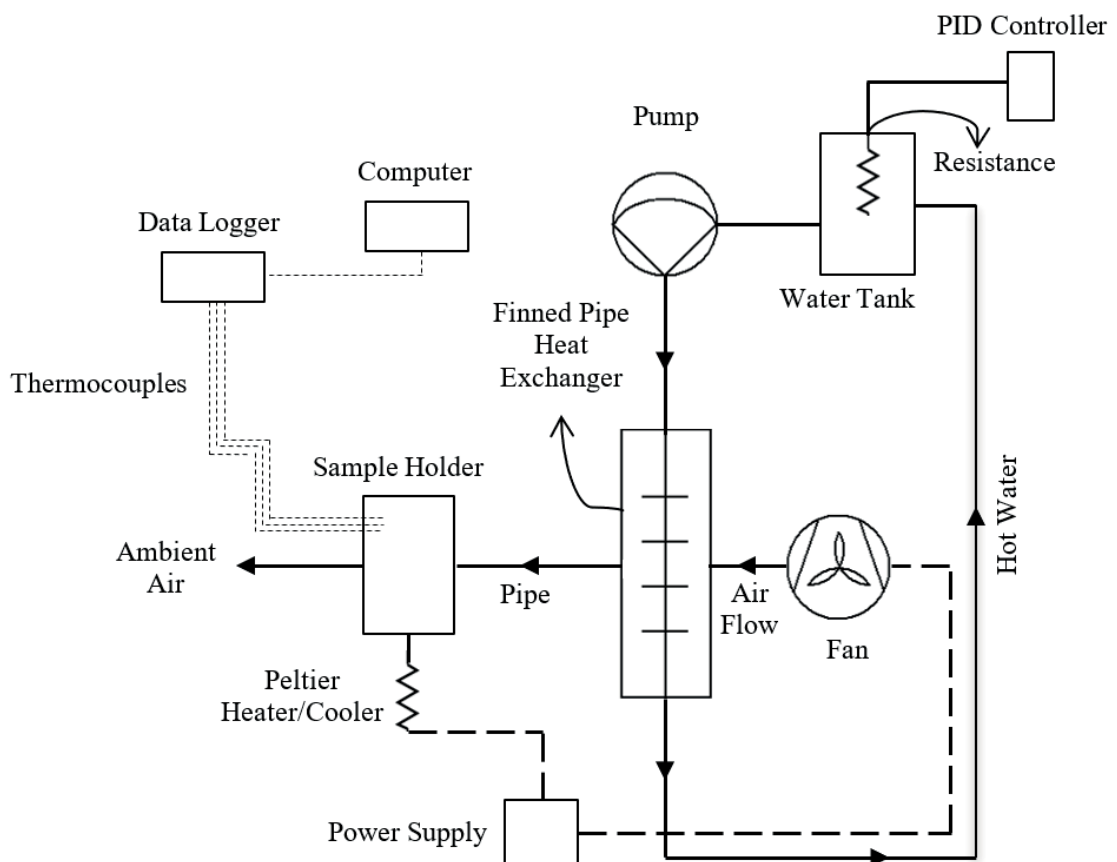 PID Controller
Pump
Resistance
Computer
Data Logger
Water Tank
Finned Pipe
Heat
Exchanger
Thermocouples
Sample Holder
Hot Water
Ambient
Air
Pipe
Air
Flow
Fan
Peltier
Heater/Cooler
Power Supply